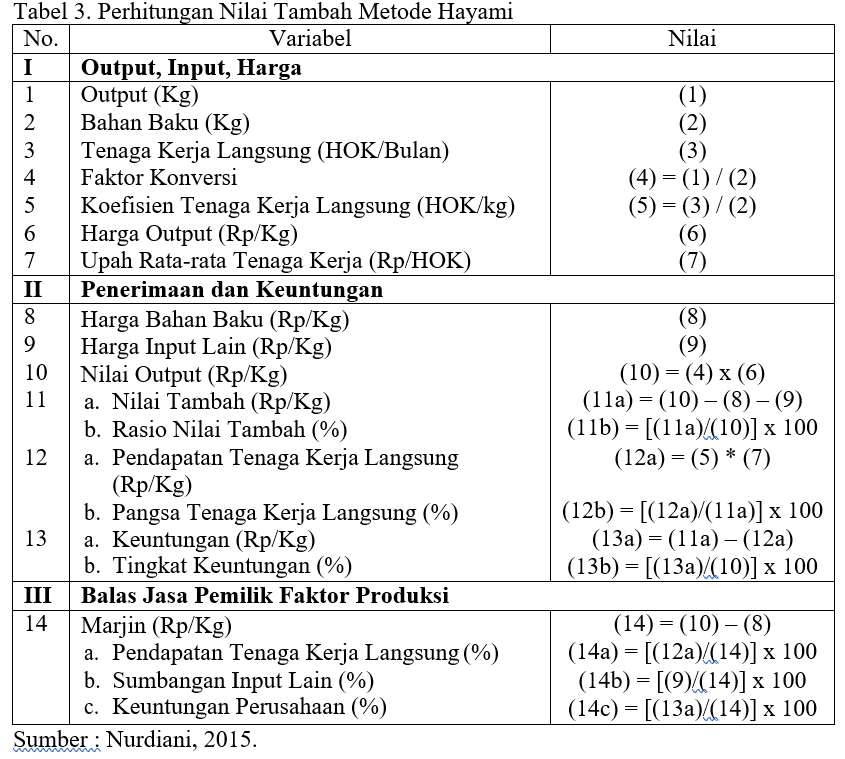 Tabel 3. Perhitungan Nilai Tambah Metode Hayami
No. Variabel Nilai
I Output, Input, Harga
1 Output (Kg) (1)
2 Bahan Baku (Kg) (2)
3 Tenaga Kerja Langsung (HOK/Bulan) (3)
4 Faktor Konversi (4) = (1) / (2)
5 Koefisien Tenaga Kerja Langsung (HOK/kg) (5) = (3) / (2)
6 Harga Output (Rp/Kg) (6)
7 Upah Rata-rata Tenaga Kerja (Rp/HOK) (7)
II Penerimaan dan Keuntungan
8 Harga Bahan Baku (Rp/Kg) (8)
9 Harga Input Lain (Rp/Kg) (9)
10 Nilai Output (Rp/Kg) (10) = (4) x (6)
11 a. Nilai Tambah (Rp/Kg) (11a) = (10) – (8) – (9)
b. Rasio Nilai Tambah (%) (11b) = [(11a)/(10)] x 100
12 a. Pendapatan Tenaga Kerja Langsung (12a) = (5) * (7)
(Rp/Kg)
b. Pangsa Tenaga Kerja Langsung (%) (12b) = [(12a)/(11a)] x 100
13 a. Keuntungan (Rp/Kg) (13a) = (11a) – (12a)
b. Tingkat Keuntungan (%) (13b) = [(13a)/(10)] x 100
III Balas Jasa Pemilik Faktor Produksi
14 Marjin (Rp/Kg) (14) = (10) – (8)
a. Pendapatan Tenaga Kerja Langsung (%) (14a) = [(12a)/(14)] x 100
b. Sumbangan Input Lain (%) (14b) = [(9)/(14)] x 100
c. Keuntungan Perusahaan (%) (14c) = [(13a)/(14)] x 100
Sumber : Nurdiani, 2015.